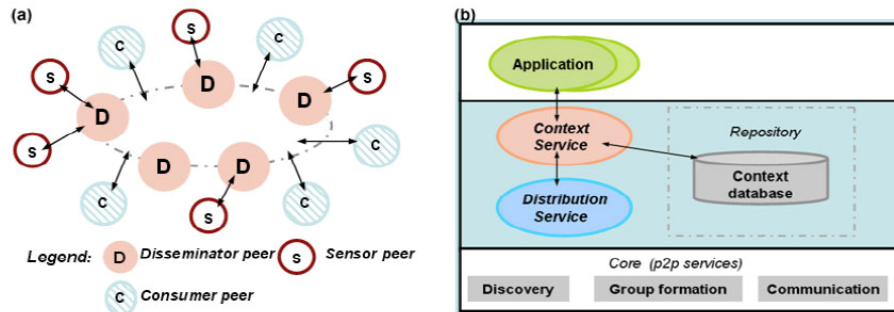 (a)
S
C
S
C
S
D
D
D
S
D
D
C
C
S
C
Legend:
D
Disseminator peer
S
Sensor peer
C
Consumer peer
(b)
Application
Context
Service
Distribution
Service
Repository
Context
database
Core (p2p services)
Discovery
Group formation
Communication